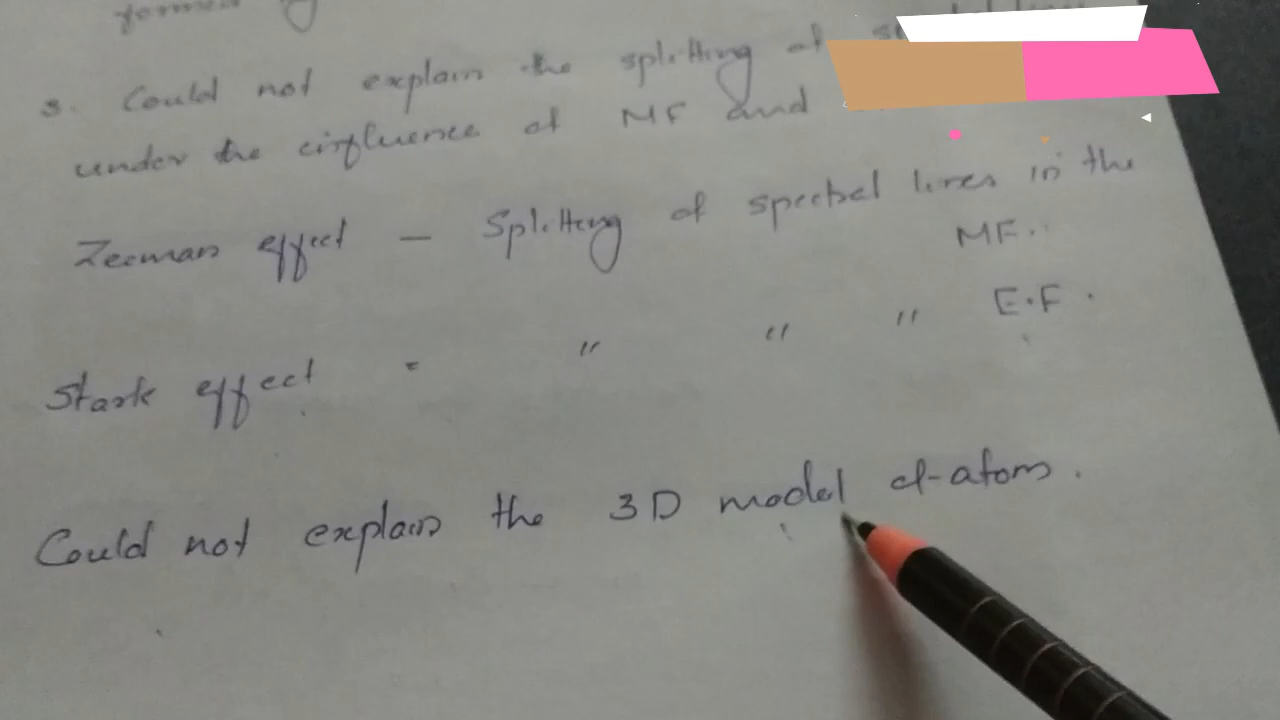 formed
3. Could not explain the splitting of
under the influence of MF and
Zeeman effect — Splitting of spectral lines in the
MF.
Stark effect - " " " E.F.
Could not explain the 3D model of atom.